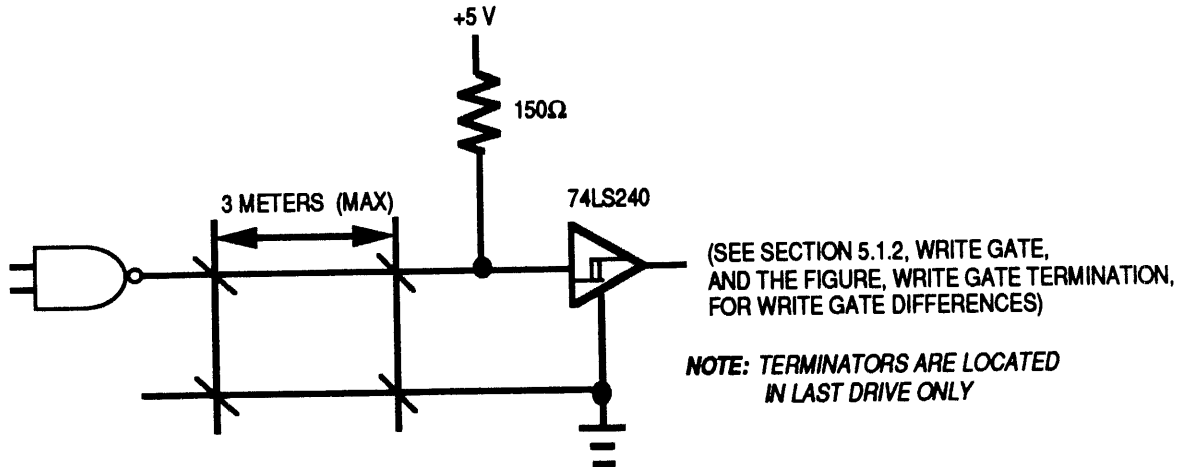 +5 V
150Ω
3 METERS (MAX)
74LS240
(SEE SECTION 5.1.2, WRITE GATE,
AND THE FIGURE, WRITE GATE TERMINATION,
FOR WRITE GATE DIFFERENCES)
NOTE: TERMINATORS ARE LOCATED
IN LAST DRIVE ONLY